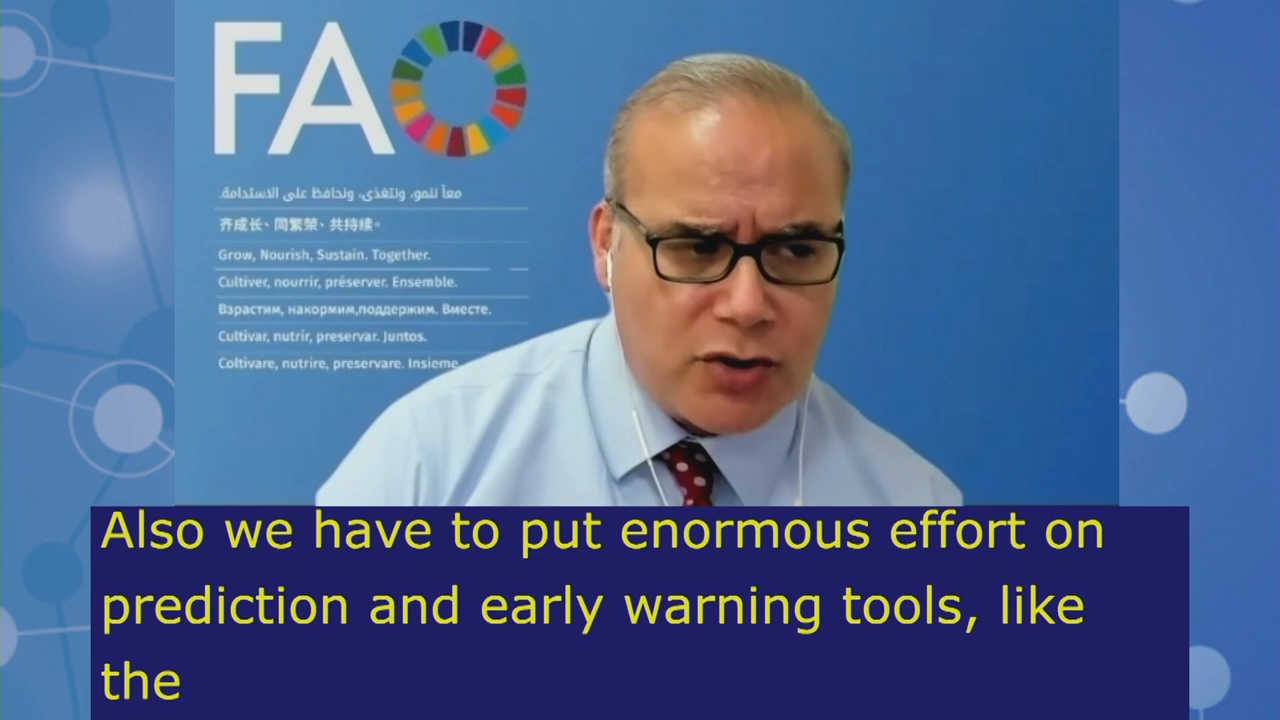 FAO
معاً ننمو، ونتغذى، ونحافظ على الاستدامة.
齐成长、同繁荣、共持续。
Grow, Nourish, Sustain. Together.
Cultiver, nourrir, préserver. Ensemble.
Взрастим, накормим,поддержим. Вместе.
Cultivar, nutrir, preservar. Juntos.
Coltivare, nutrire, preservare. Insieme
Also we have to put enormous effort on
prediction and early warning tools, like
the